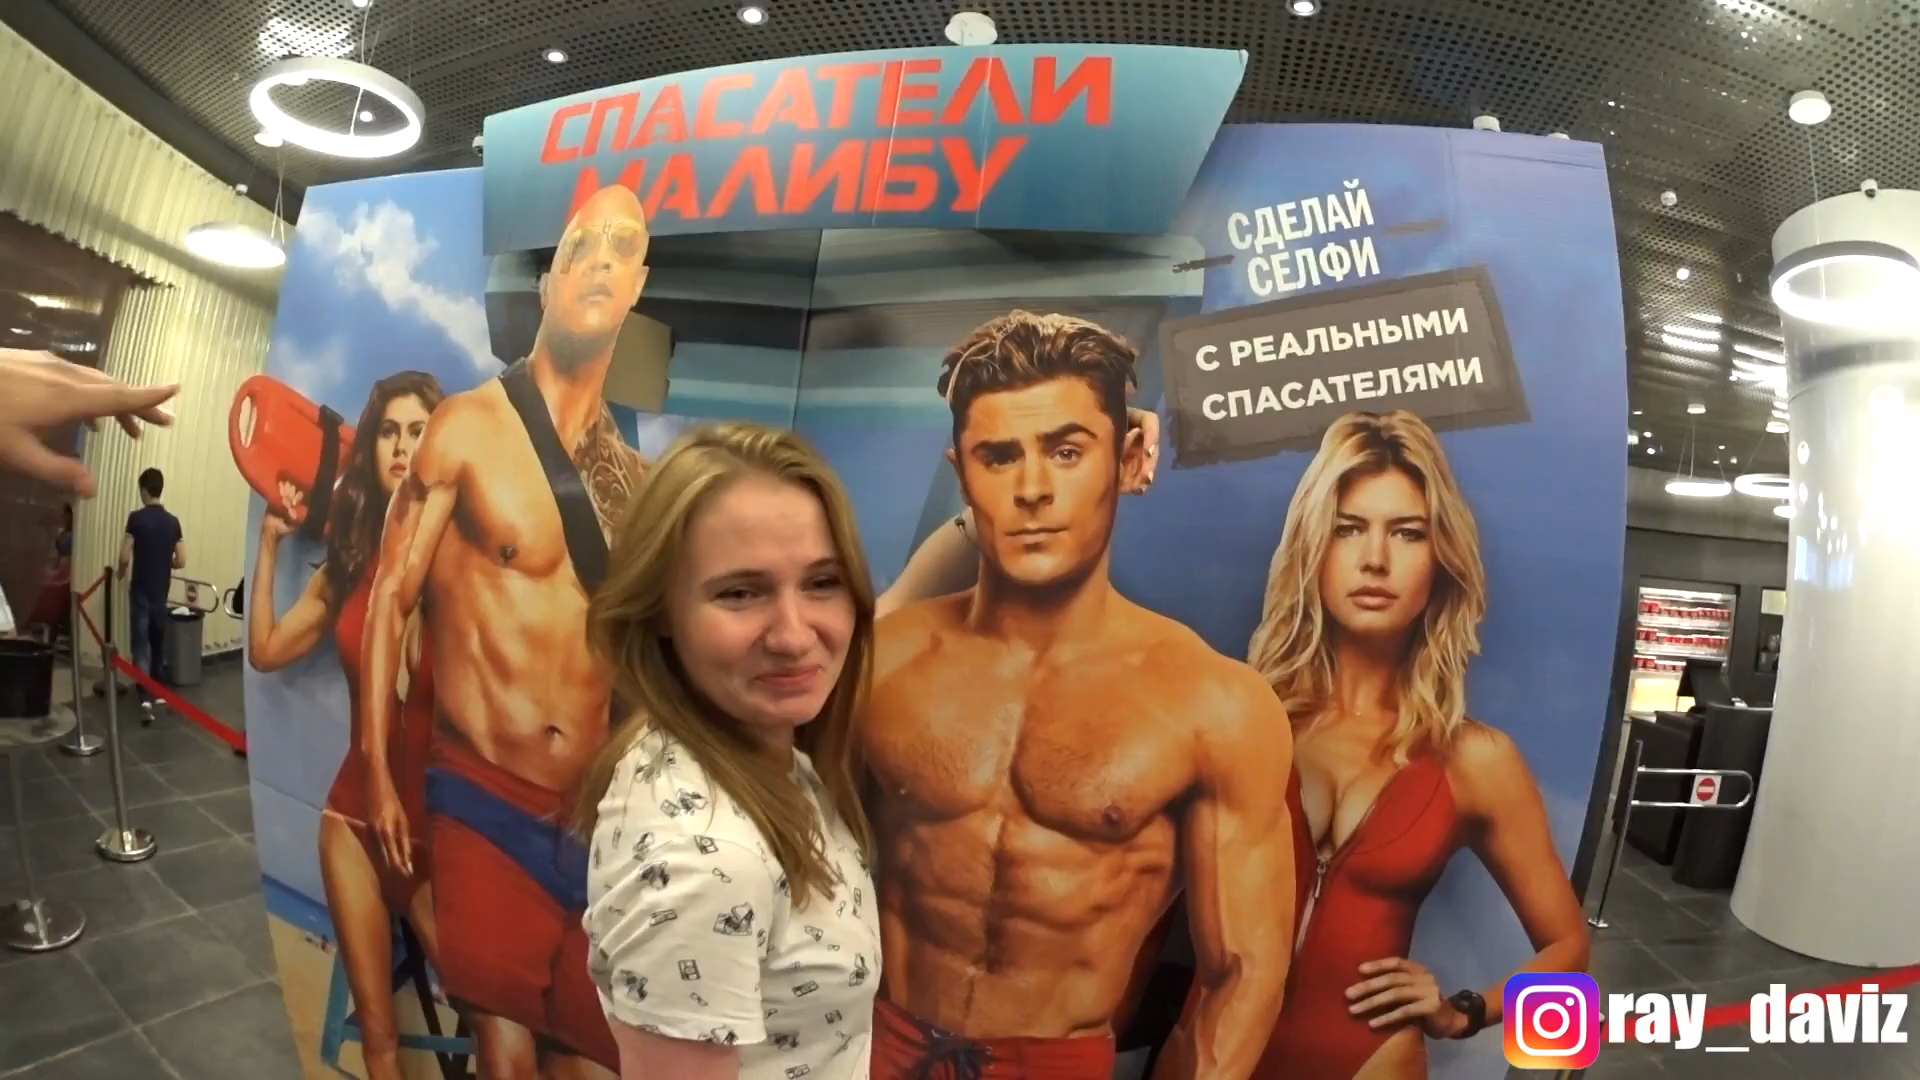 СПАСАТЕЛИ
МАЛИБУ
СДЕЛАЙ
СЕЛФИ
С РЕАЛЬНЫМИ
СПАСАТЕЛЯМИ
ray_daviz